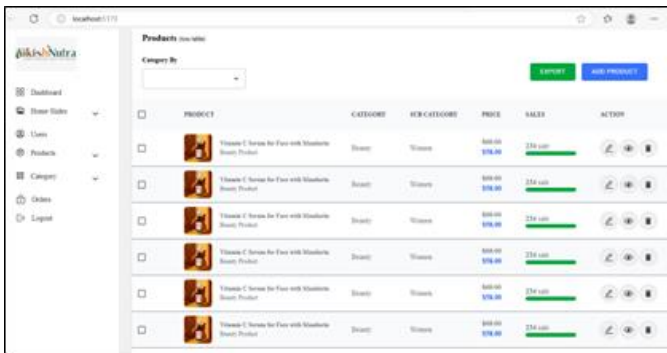 localhost:5173
Nutra
Products
Category By
EXPORT
ADD PRODUCT
Dashboard
Home Slides
Users
Products
Category
Orders
Logout
PRODUCT CATEGORY SUB CATEGORY PRICE SALES ACTION
Vitamin C Serum for Face with Mandarin
Beauty Product
Beauty Women
$58.00
234 sale
Vitamin C Serum for Face with Mandarin
Beauty Product
Beauty Women
$58.00
234 sale
Vitamin C Serum for Face with Mandarin
Beauty Product
Beauty Women
$58.00
234 sale
Vitamin C Serum for Face with Mandarin
Beauty Product
Beauty Women
$58.00
234 sale
Vitamin C Serum for Face with Mandarin
Beauty Product
Beauty Women
$58.00
234 sale
Vitamin C Serum for Face with Mandarin
Beauty Product
Beauty Women
$58.00
234 sale